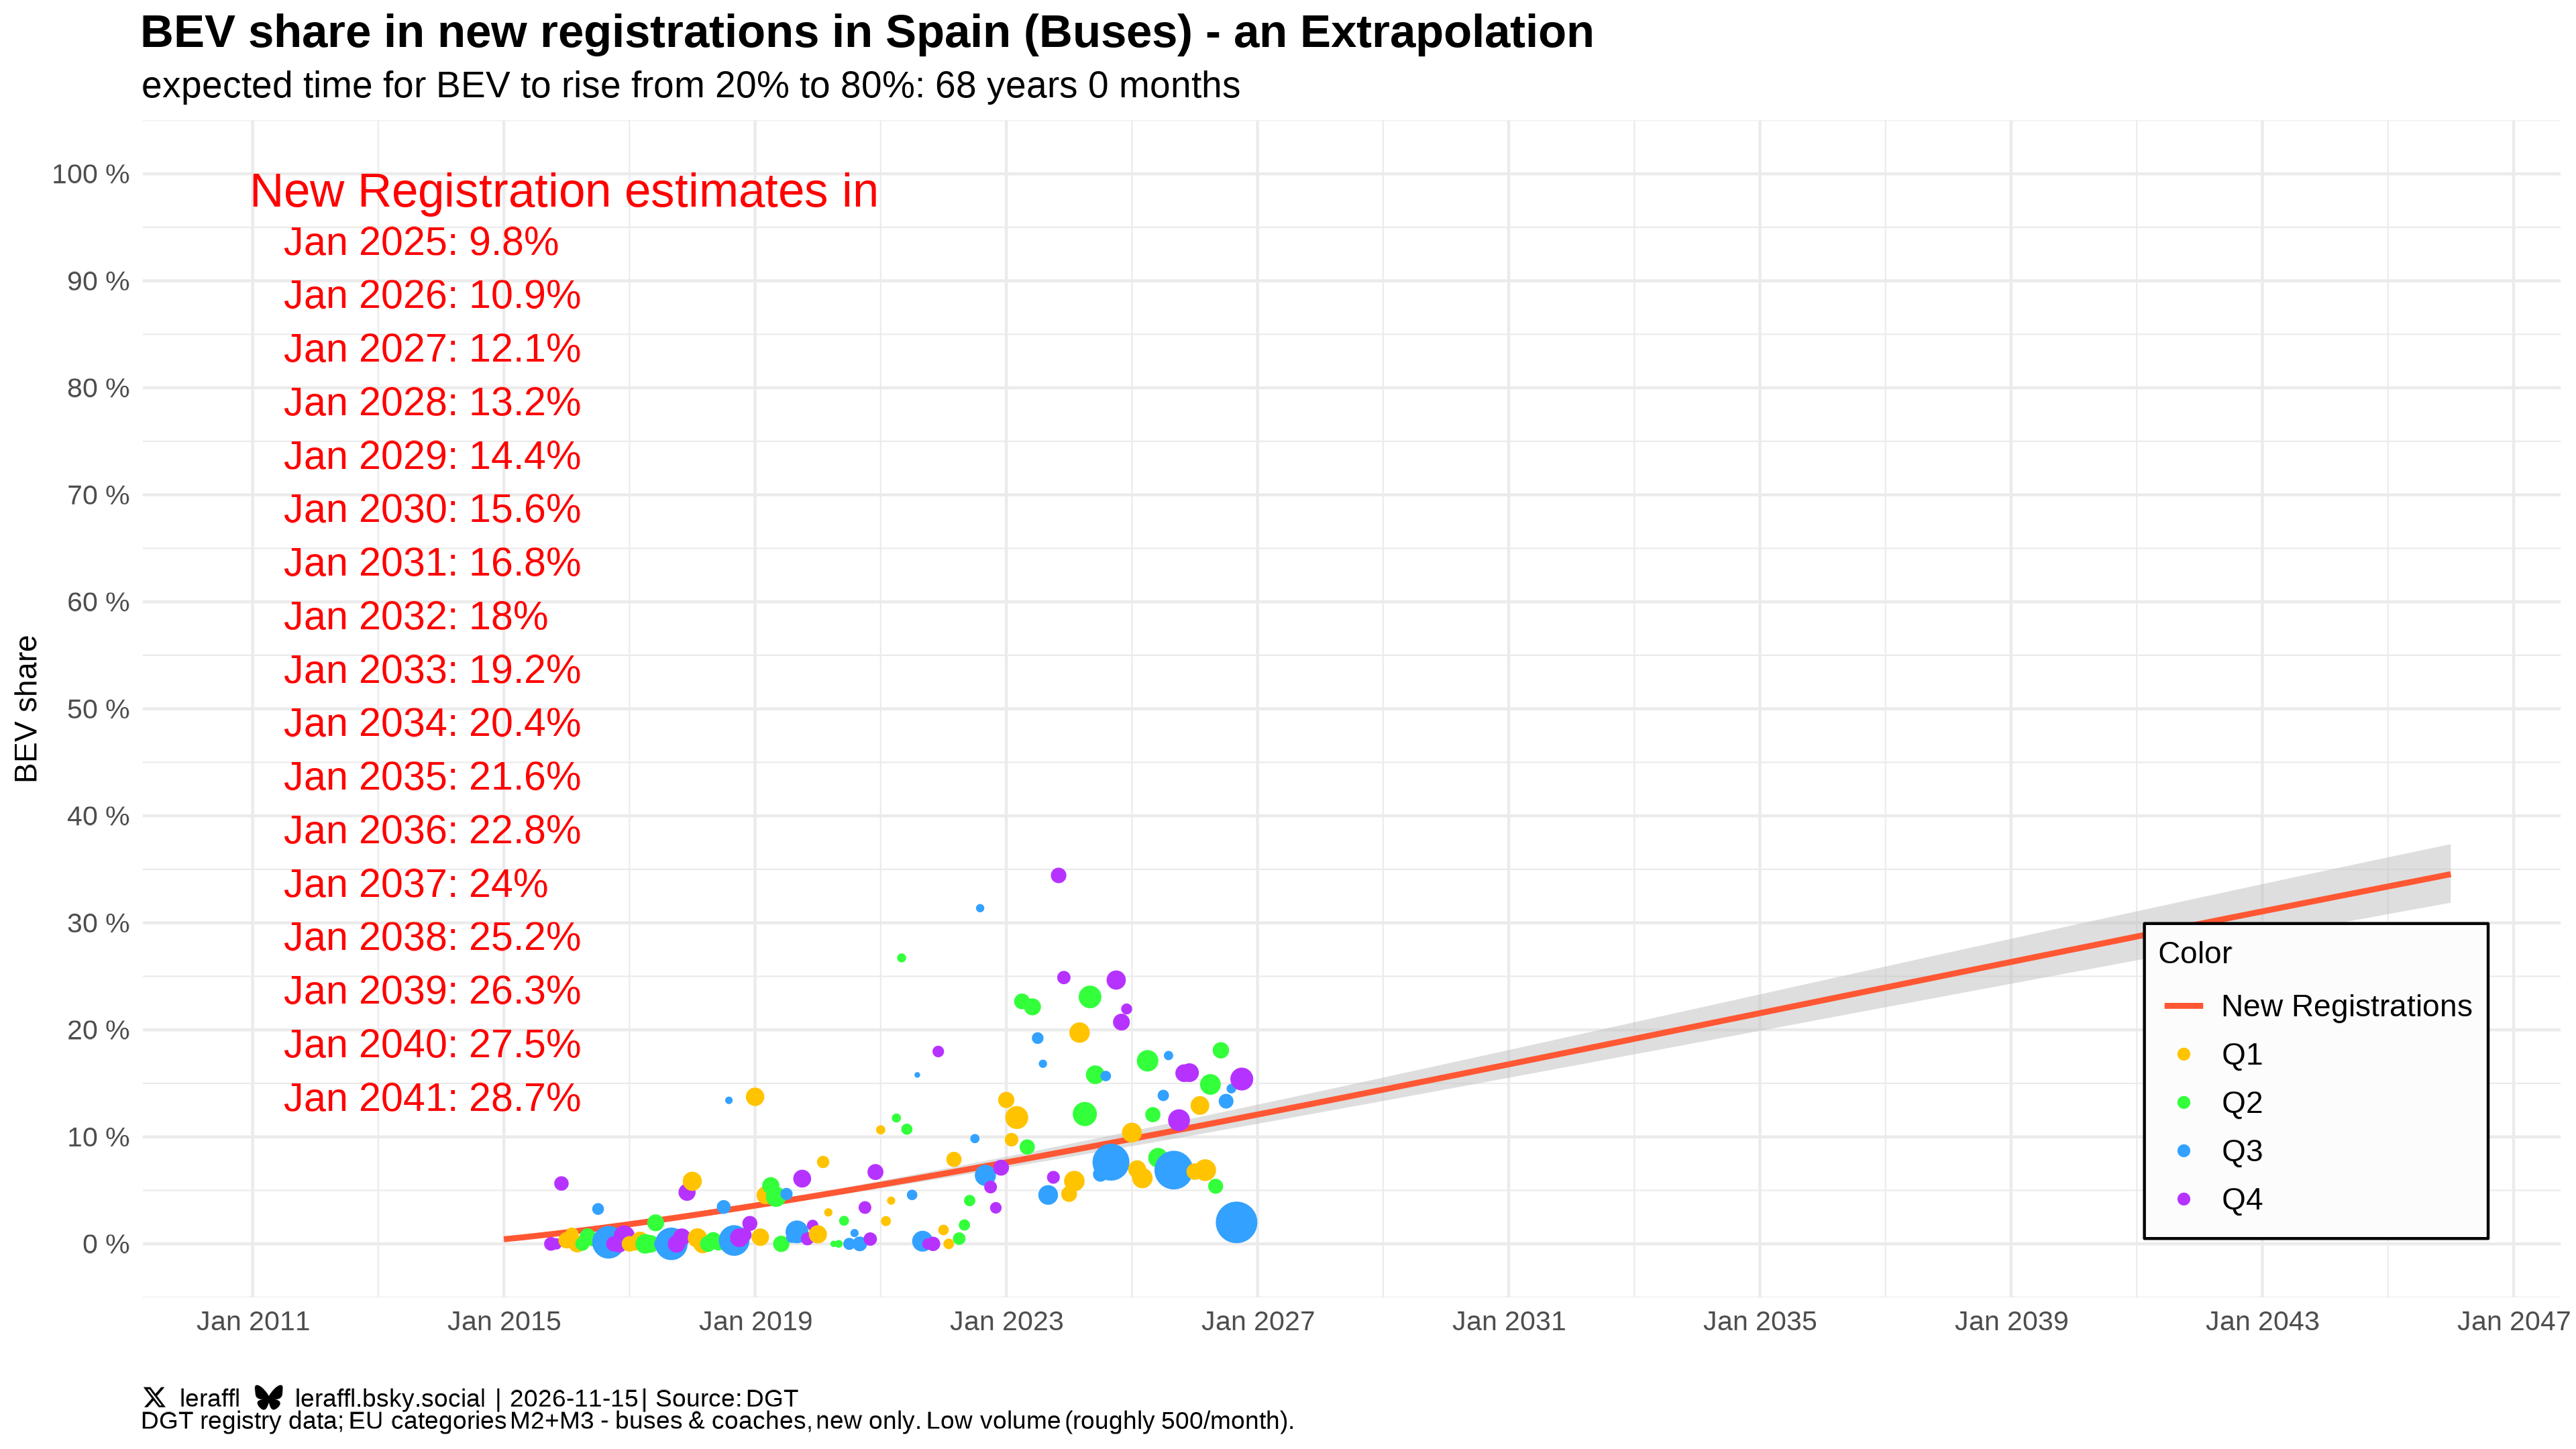 BEV share in new registrations in Spain (Buses) - an Extrapolation
expected time for BEV to rise from 20% to 80%: 68 years 0 months
New Registration estimates in
Jan 2025: 9.8%
Jan 2026: 10.9%
Jan 2027: 12.1%
Jan 2028: 13.2%
Jan 2029: 14.4%
Jan 2030: 15.6%
Jan 2031: 16.8%
Jan 2032: 18%
Jan 2033: 19.2%
Jan 2034: 20.4%
Jan 2035: 21.6%
Jan 2036: 22.8%
Jan 2037: 24%
Jan 2038: 25.2%
Jan 2039: 26.3%
Jan 2040: 27.5%
Jan 2041: 28.7%
BEV share
100 %
90 %
80 %
70 %
60 %
50 %
40 %
30 %
20 %
10 %
0 %
Color
New Registrations
Q1
Q2
Q3
Q4
Jan 2011 Jan 2015 Jan 2019 Jan 2023 Jan 2027 Jan 2031 Jan 2035 Jan 2039 Jan 2043 Jan 2047
leraffl leraffl.bsky.social | 2026-11-15 | Source: DGT
DGT registry data; EU categories M2+M3 - buses & coaches, new only. Low volume (roughly 500/month).